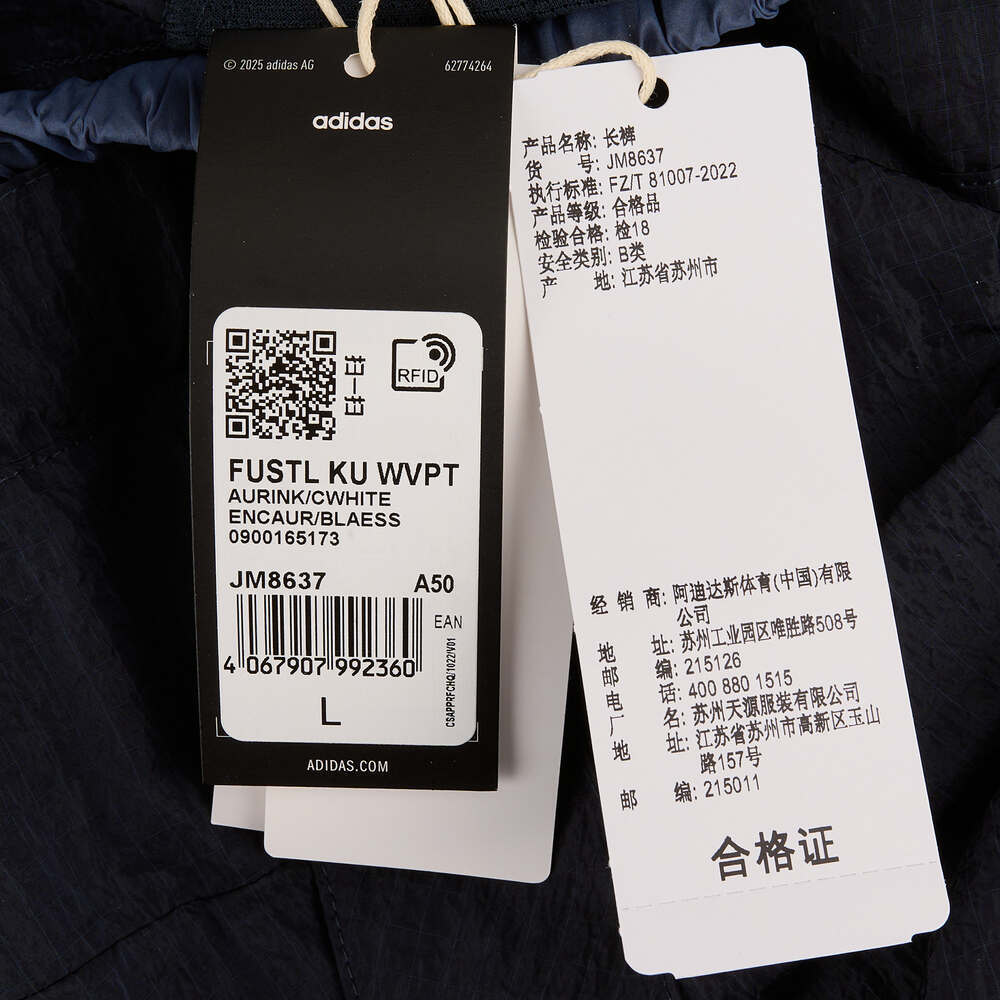 © 2025 adidas AG
62774264
adidas
扫一扫
RFID
FUSTL KU WVPT
AURINK/CWHITE
ENCAUR/BLAESS
0900165173
JM8637 A50
EAN
4 067907 992360
CSAPPRFCHQ/1022/V01
L
ADIDAS.COM
产品名称: 长裤
货 号: JM8637
执行标准: FZ/T 81007-2022
产品等级: 合格品
检验合格: 检18
安全类别: B类
产 地: 江苏省苏州市
经 销 商: 阿迪达斯体育(中国)有限
公司
地 址: 苏州工业园区唯胜路508号
邮 编: 215126
电 话: 400 880 1515
厂 名: 苏州天源服装有限公司
地 址: 江苏省苏州市高新区玉山
路157号
邮 编: 215011
合格证